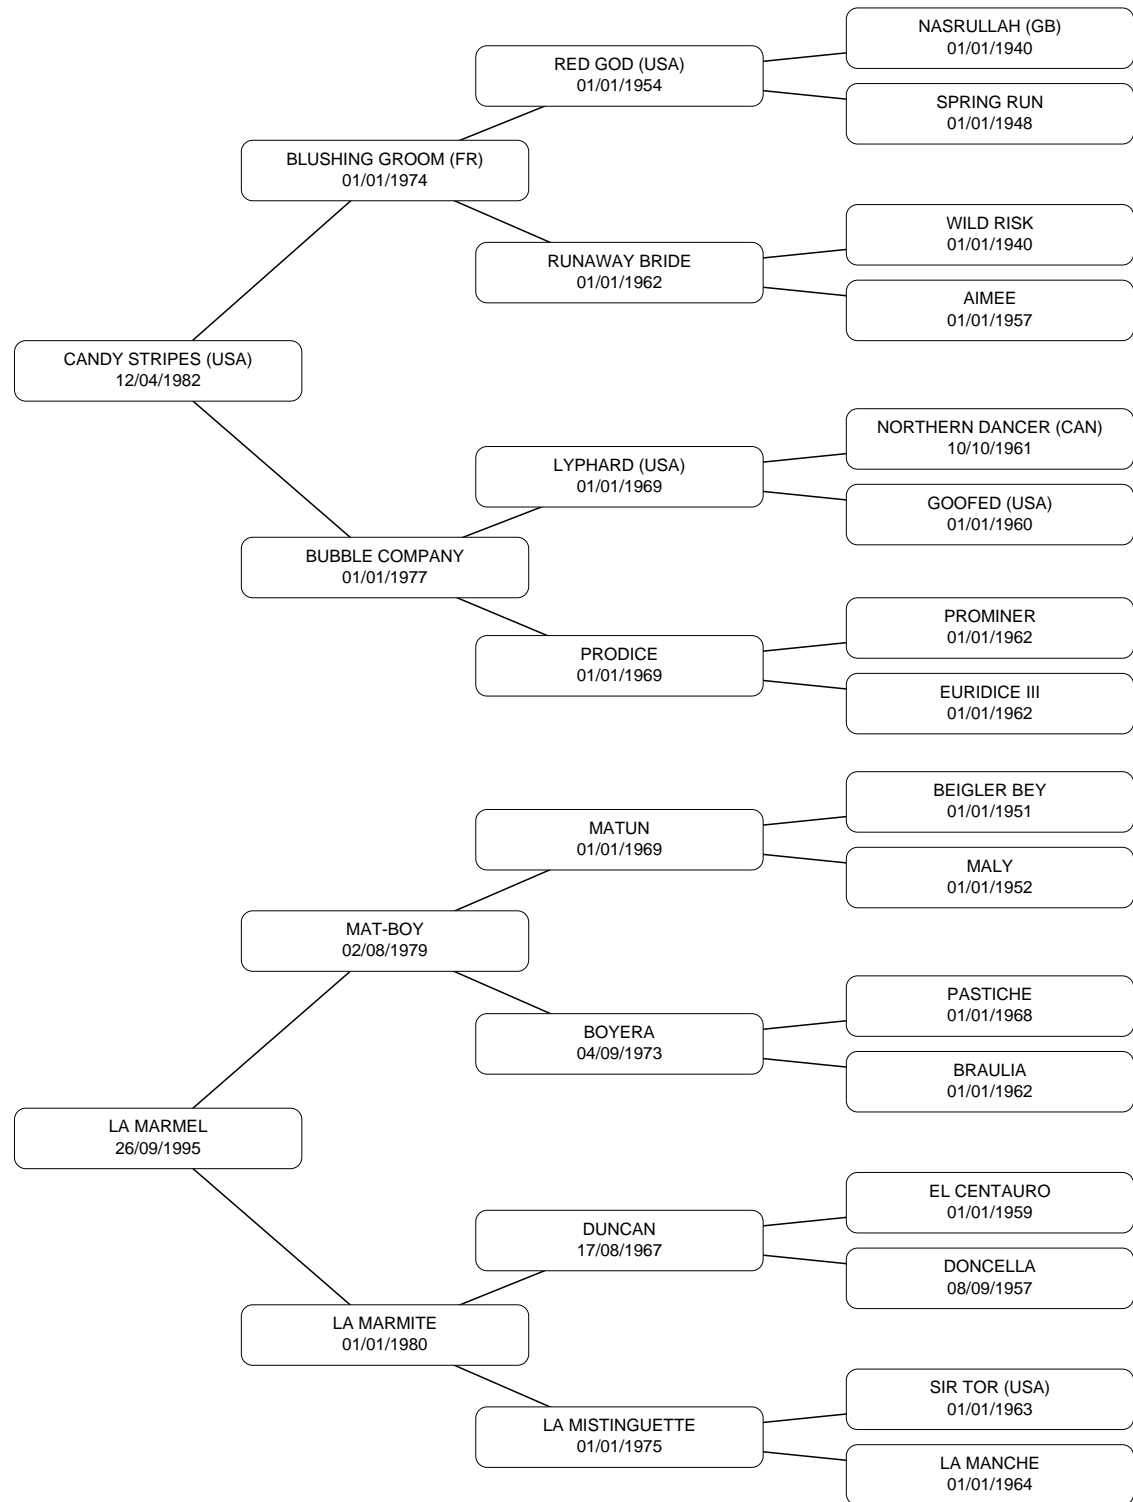 NASRULLAH (GB)
01/01/1940
RED GOD (USA)
01/01/1954
SPRING RUN
01/01/1948
BLUSHING GROOM (FR)
01/01/1974
WILD RISK
01/01/1940
RUNAWAY BRIDE
01/01/1962
AIMEE
01/01/1957
CANDY STRIPES (USA)
12/04/1982
NORTHERN DANCER (CAN)
10/10/1961
LYPHARD (USA)
01/01/1969
GOOFED (USA)
01/01/1960
BUBBLE COMPANY
01/01/1977
PROMINER
01/01/1962
PRODICE
01/01/1969
EURIDICE III
01/01/1962
BEIGLER BEY
01/01/1951
MATUN
01/01/1969
MALY
01/01/1952
MAT-BOY
02/08/1979
PASTICHE
01/01/1968
BOYERA
04/09/1973
BRAULIA
01/01/1962
LA MARMEL
26/09/1995
EL CENTAURO
01/01/1959
DUNCAN
17/08/1967
DONCELLA
08/09/1957
LA MARMITE
01/01/1980
SIR TOR (USA)
01/01/1963
LA MISTINGUETTE
01/01/1975
LA MANCHE
01/01/1964